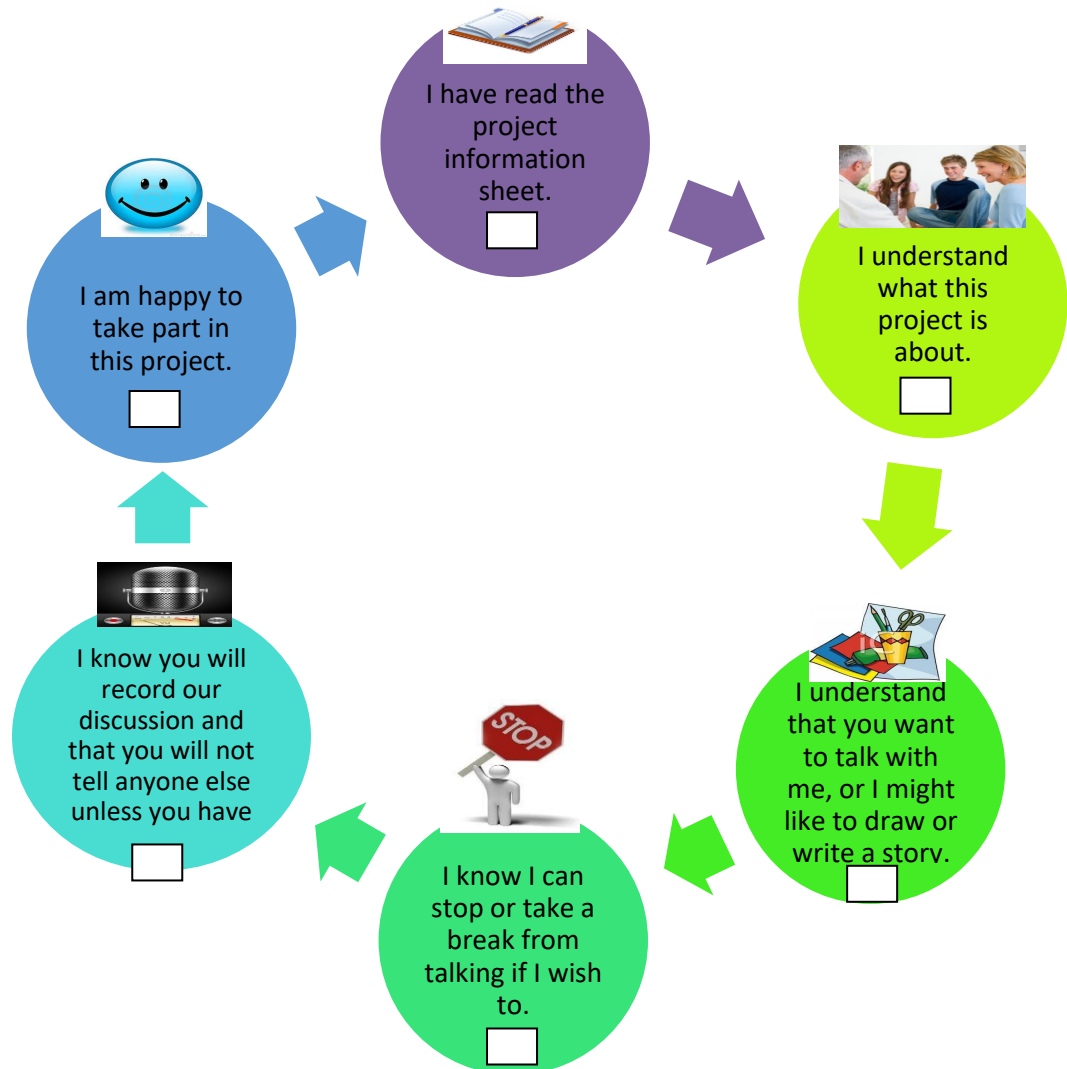 I have read the
project
information
sheet.
I understand
what this
project is
about.
I understand
that you want
to talk with
me, or I might
like to draw or
write a story.
STOP
I know I can
stop or take a
break from
talking if I wish
to.
I know you will
record our
discussion and
that you will not
tell anyone else
unless you have
I am happy to
take part in
this project.